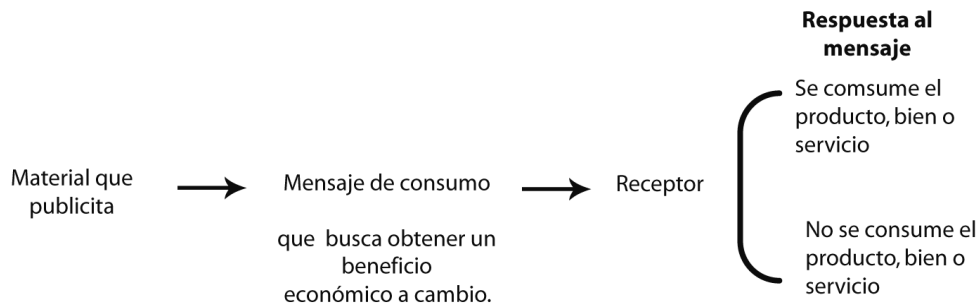 Material que
publicita
Mensaje de consumo
que busca obtener un
beneficio
económico a cambio.
Receptor
Respuesta al
mensaje
Se comsume el
producto, bien o
servicio
No se consume el
producto, bien o
servicio